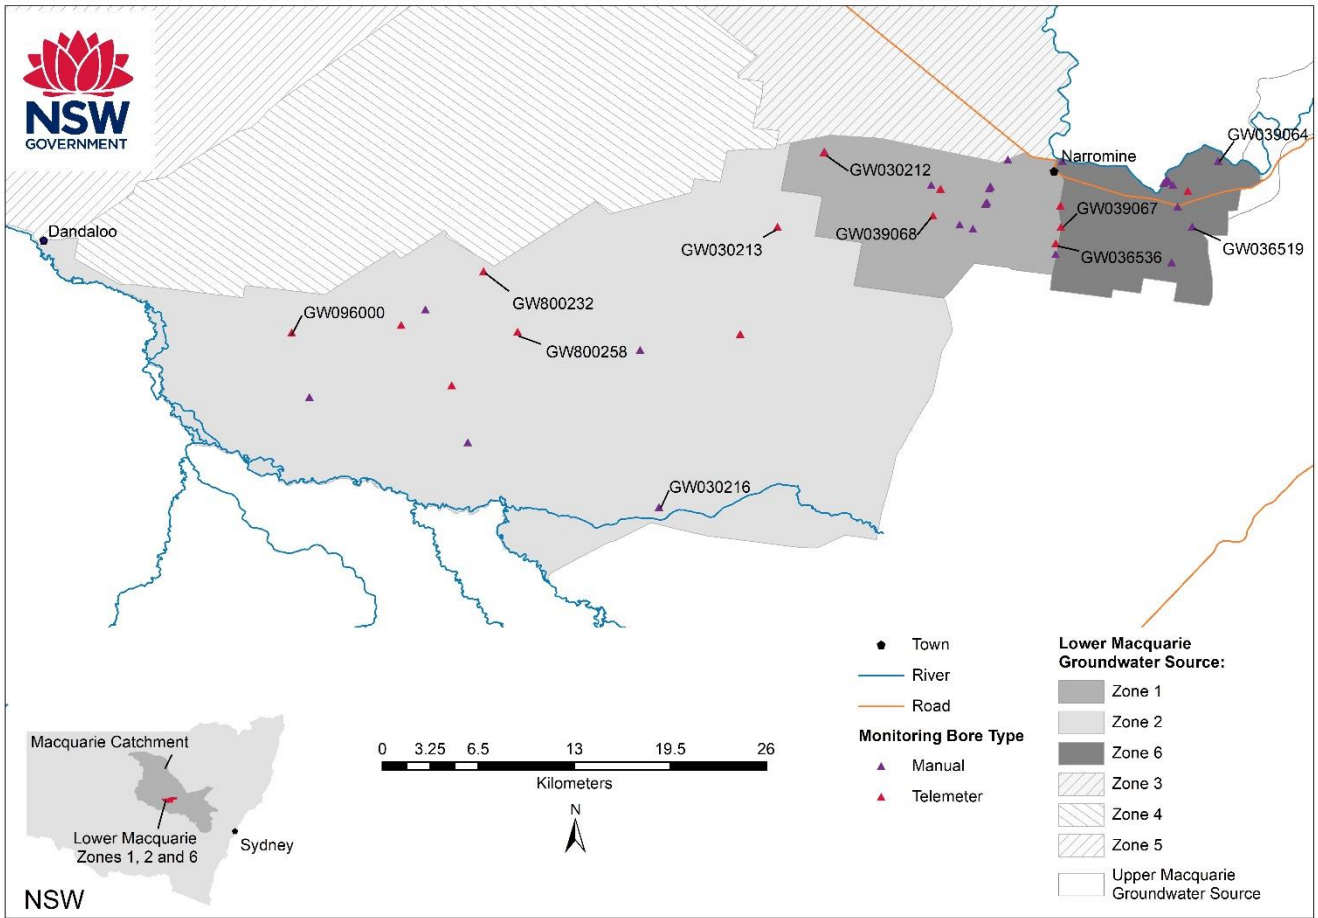 NSW
GOVERNMENT
GW039064
Narromine
GW030212
GW039067
GW039068
GW030213
GW036519
GW036536
Dandaloo
GW800232
GW096000
GW800258
GW030216
Town
River
Road
Monitoring Bore Type
Manual
Telemeter
Lower Macquarie
Groundwater Source:
Zone 1
Zone 2
Zone 6
Zone 3
Zone 4
Zone 5
Upper Macquarie
Groundwater Source
0 3.25 6.5 13 19.5 26
Kilometers
N
Macquarie Catchment
Lower Macquarie
Zones 1, 2 and 6
Sydney
NSW